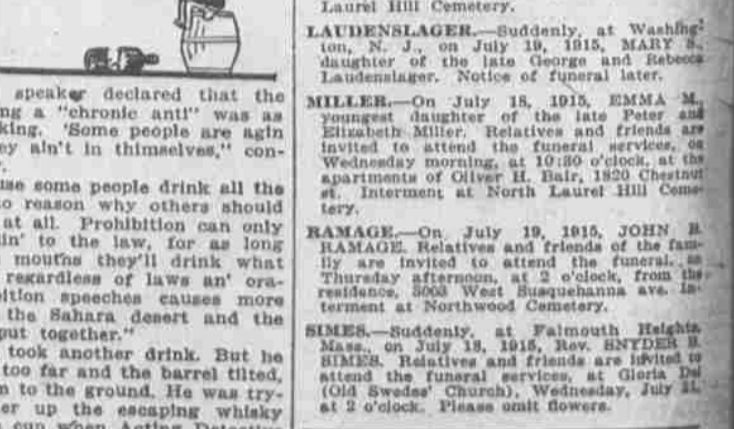 speaker declared that the
ng a "chronic anti" was as
king. 'Some people are agin
ey ain't in thimselves," con-
use some people drink all the
o reason why others should
at all. Prohibition can only
in' to the law, for as long
mouths they'll drink what
regardless of laws an' ora-
ition speeches causes more
the Sahara desert and the
put together."
took another drink. But he
too far and the barrel tilted,
n to the ground. He was try-
er up the escaping whisky
cup when Acting Detective
Laurel Hill Cemetery.
LAUDENSLAGER.—Suddenly, at Washing-
ton, N. J., on July 19, 1915, MARY S.,
daughter of the late George and Rebecca
Laudenslager. Notice of funeral later.
MILLER.—On July 18, 1915, EMMA M.,
youngest daughter of the late Peter and
Elizabeth Miller. Relatives and friends are
invited to attend the funeral services, on
Wednesday morning, at 10:30 o'clock, at the
apartments of Oliver H. Bair, 1820 Chestnut
st. Interment at North Laurel Hill Ceme-
tery.
RAMAGE.—On July 19, 1915, JOHN B.
RAMAGE. Relatives and friends of the fam-
ily are invited to attend the funeral, on
Thursday afternoon, at 2 o'clock, from the
residence, West Susquehanna ave. In-
terment at Northwood Cemetery.
SIMES.—Suddenly, at Falmouth Heights,
Mass., on July 18, 1915, Rev. SNYDER B.
SIMES. Relatives and friends are invited to
attend the funeral services, at Gloria Dei
(Old Swedes' Church), Wednesday, July 21,
at 2 o'clock. Please omit flowers.